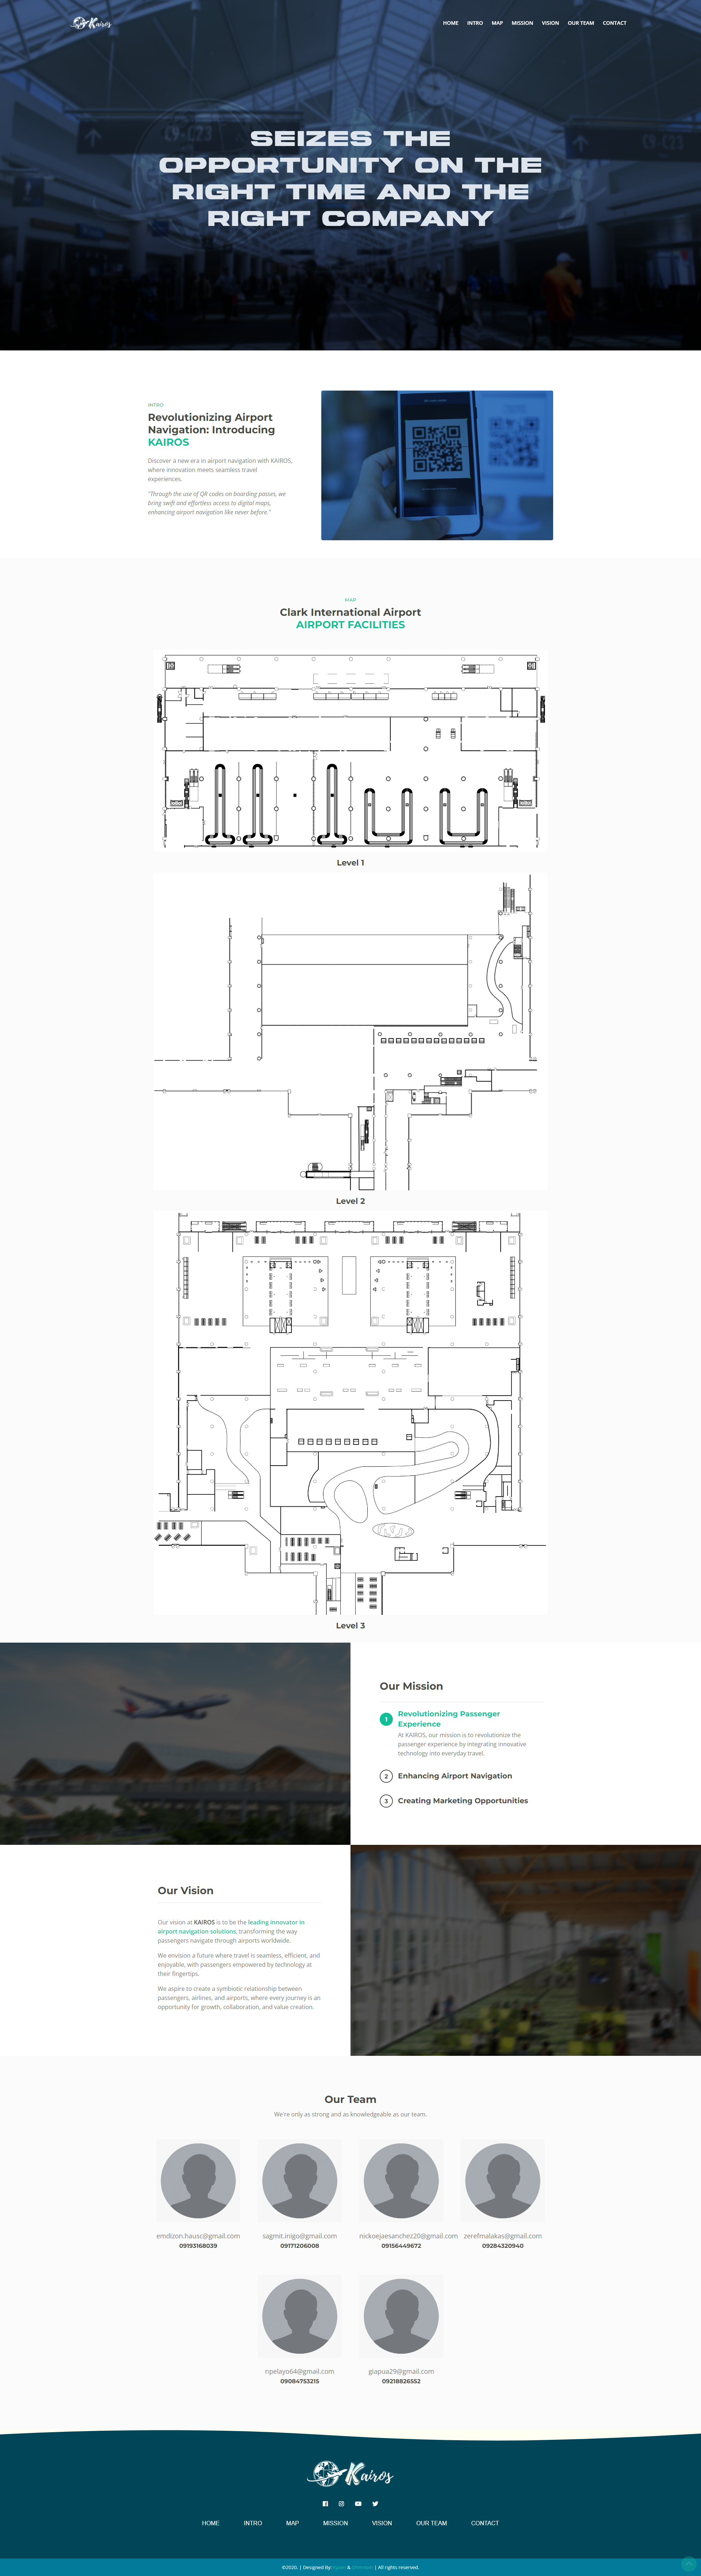 Kairos
HOME INTRO MAP MISSION VISION OUR TEAM CONTACT
SEIZES THE
OPPORTUNITY ON THE
RIGHT TIME AND THE
RIGHT COMPANY
INTRO
Revolutionizing Airport
Navigation: Introducing
KAIROS
Discover a new era in airport navigation with KAIROS,
where innovation meets seamless travel
experiences.
"Through the use of QR codes on boarding passes, we
bring swift and effortless access to digital maps,
enhancing airport navigation like never before."
MAP
Clark International Airport
AIRPORT FACILITIES
Level 1
Level 2
Level 3
Our Mission
1
Revolutionizing Passenger
Experience
At KAIROS, our mission is to revolutionize the
passenger experience by integrating innovative
technology into everyday travel.
2 Enhancing Airport Navigation
3 Creating Marketing Opportunities
Our Vision
Our vision at KAIROS is to be the leading innovator in
airport navigation solutions, transforming the way
passengers navigate through airports worldwide.
We envision a future where travel is seamless, efficient, and
enjoyable, with passengers empowered by technology at
their fingertips.
We aspire to create a symbiotic relationship between
passengers, airlines, and airports, where every journey is an
opportunity for growth, collaboration, and value creation.
Our Team
We're only as strong and as knowledgeable as our team.
emdizon.hausc@gmail.com sagmit.inigo@gmail.com nickoejaesanchez20@gmail.com zerefmalakas@gmail.com
09193168039 09171206008 09156449672 09284320940
npelayo64@gmail.com giapua29@gmail.com
09084753215 09218826552
Kairos
HOME INTRO MAP MISSION VISION OUR TEAM CONTACT
©2020. | Designed By: & | All rights reserved.